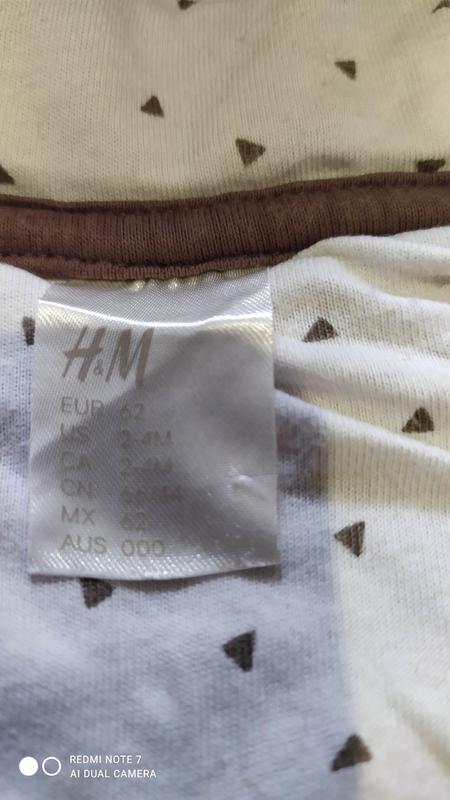 H&M
EUR 62
US 2-4M
CA 2-4M
CN
MX 62
AUS 000
REDMI NOTE 7
AI DUAL CAMERA